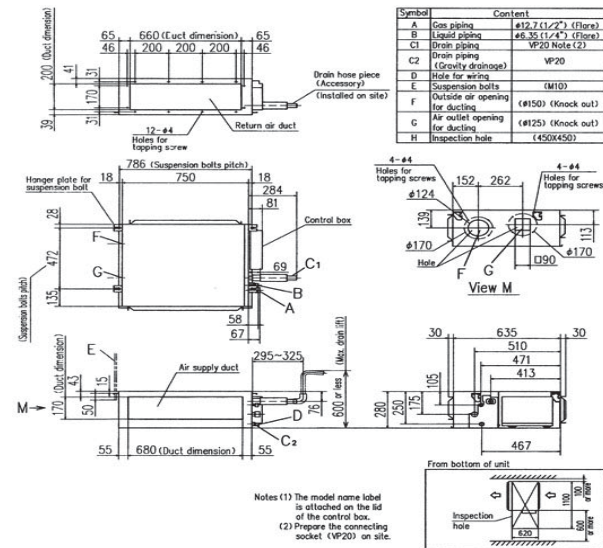 Symbol Content
A Gas piping ø12.7 (1/2") (Flare)
B Liquid piping ø6.35 (1/4") (Flare)
C1 Drain piping VP20 Note (2)
C2 Drain piping (Gravity drainage) VP20
D Hole for wiring
E Suspension bolts (M10)
F Outside air opening for ducting (ø150) (Knock out)
G Air outlet opening for ducting (ø125) (Knock out)
H Inspection hole (450X450)
65 660 (Duct dimension) 65
46 200 200 200 46
200 (Duct dimension)
41
31
170
31
39
Drain hose piece
(Accessory)
(Installed on site)
12-ø4
Holes for
tapping screw
Return air duct
786 (Suspension bolts pitch)
18 750 18
284
81
Hanger plate for
suspension bolt
Control box
28
472
(Suspension bolts pitch)
135
F
G
69
C1
B
A
58
67
4-ø4
Holes for
tapping screws
152 262
4-ø4
Holes for
tapping screws
ø124
139
113
ø170
ø170
Hole
F
G
□90
View M
E
(Duct dimension)
43
15
170
50
M
Air supply duct
295~325
(Max. drain lift)
600 or less
76
D
C2
55 680 (Duct dimension) 55
30 635 30
510
471
413
105
280
250
175
467
From bottom of unit
Inspection
hole
620
1100
100
or more
600
or more
Notes (1) The model name label
is attached on the lid
of the control box.
(2) Prepare the connecting
socket (VP20) on site.